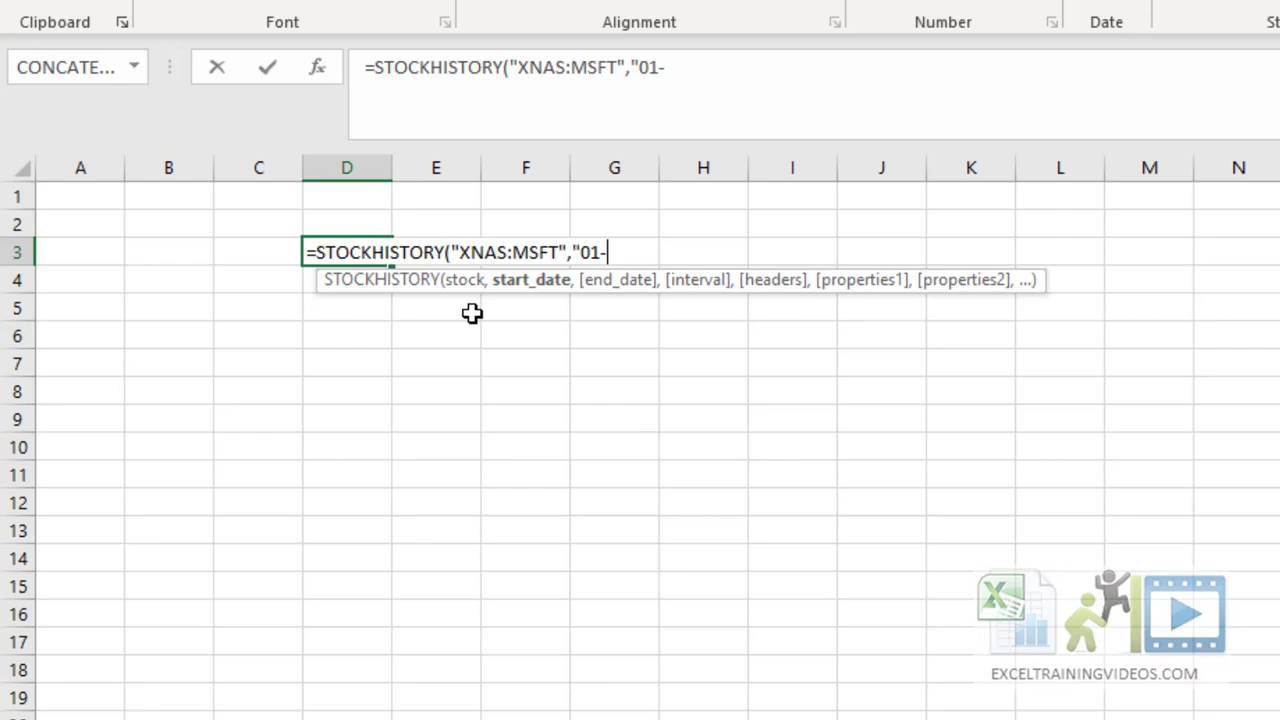 Clipboard Font Alignment Number Date St
CONCATE... fx =STOCKHISTORY("XNAS:MSFT","01-
A B C D E F G H I J K L M N
1
2
3 =STOCKHISTORY("XNAS:MSFT","01-
4 STOCKHISTORY(stock, start_date, [end_date], [interval], [headers], [properties1], [properties2], ...)
5
6
7
8
9
10
11
12
13
14
15
16
17
18
19
EXCELTRAININGVIDEOS.COM